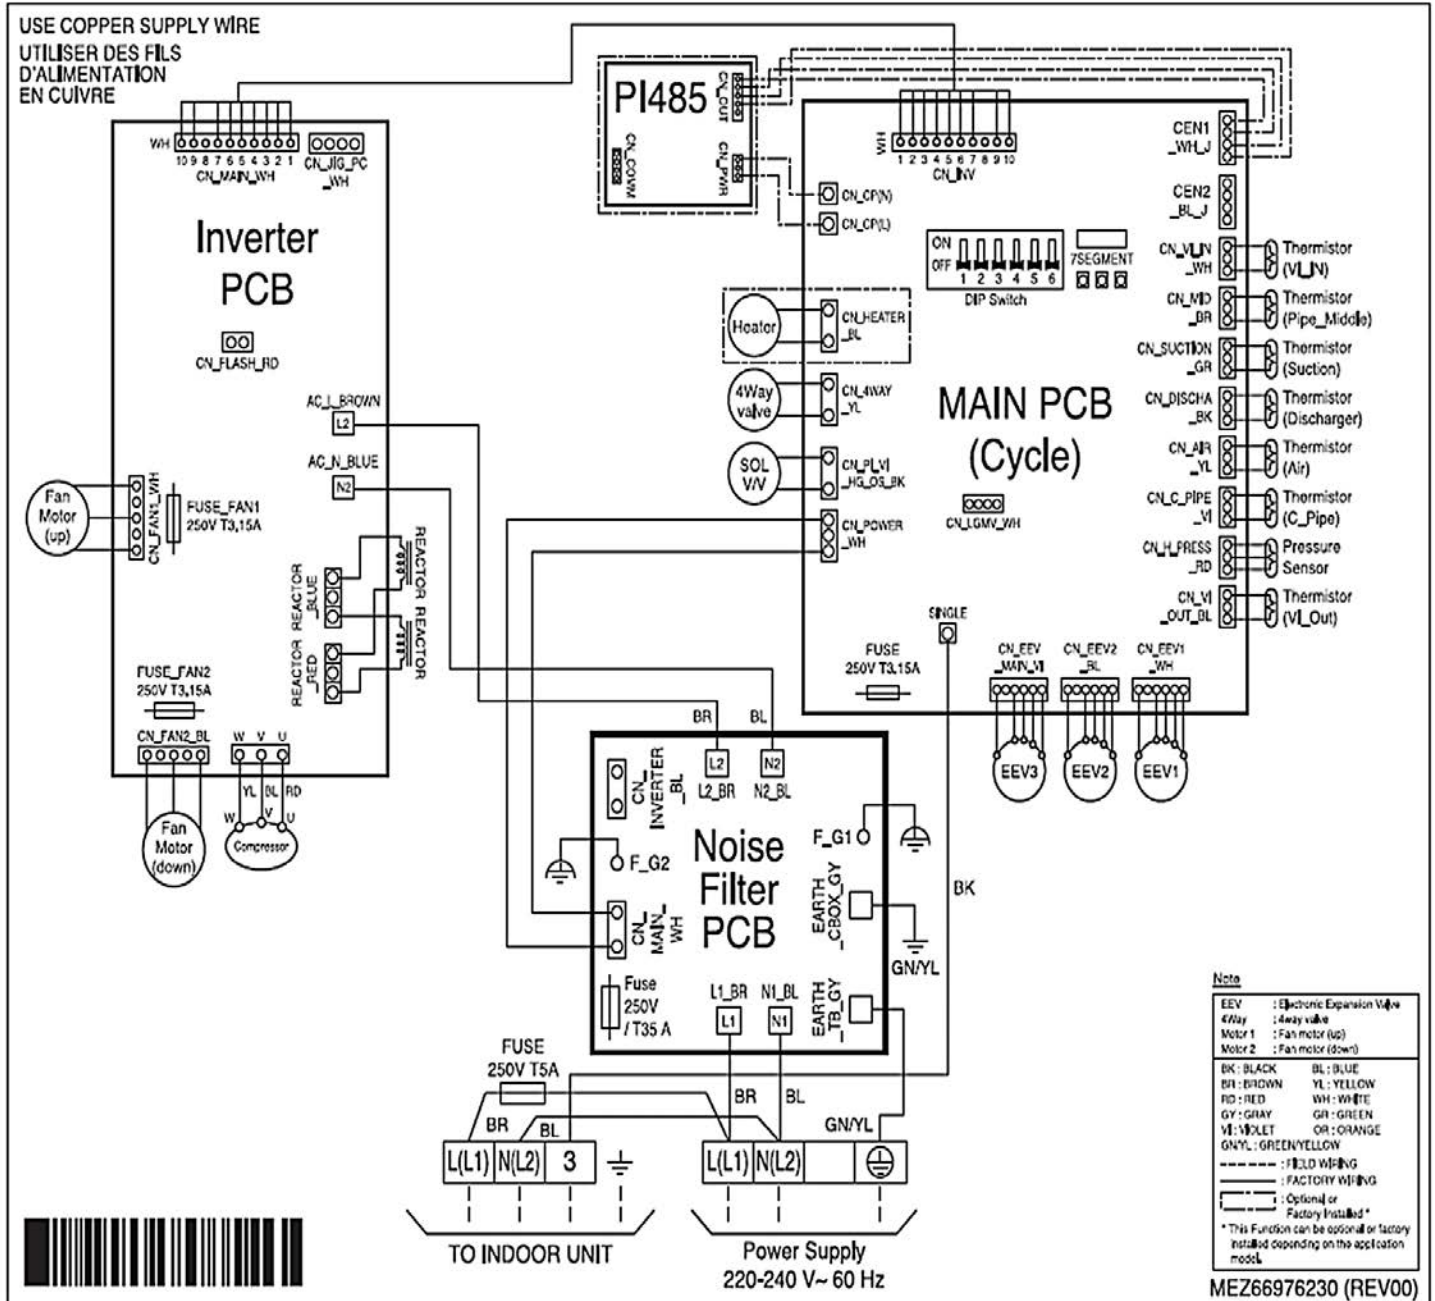 USE COPPER SUPPLY WIRE
UTILISER DES FILS
D'ALIMENTATION
EN CUIVRE
WH
10 9 8 7 6 5 4 3 2 1
CN_MAIN_WH
CN_JIG_PC
_WH
Inverter
PCB
CN_FLASH_RD
AC_L_BROWN
L2
AC_N_BLUE
N2
Fan
Motor
(up)
CN_FAN1_WH
FUSE_FAN1
250V T3,15A
REACTOR
_BLUE
REACTOR
_RED
REACTOR
REACTOR
FUSE_FAN2
250V T3,15A
CN_FAN2_BL
W V U
YL BL RD
W V U
Compressor
Fan
Motor
(down)
PI485
CN_OUT
CN_COMM
CN_PWR
WH
1 2 3 4 5 6 7 8 9 10
CN_INV
CN_CP(N)
CN_CP(L)
ON
OFF
1 2 3 4 5 6
DIP Switch
7SEGMENT
Heator
CN_HEATER
_BL
4Way
valve
CN_4WAY
_YL
SOL
V/V
CN_PI_VI
_HG_OS_BK
CN_POWER
_WH
MAIN PCB
(Cycle)
CN_LGMV_WH
CEN1
_WH_J
CEN2
_BL_J
CN_VI_IN
_WH
Thermistor
(VI_IN)
CN_MID
_BR
Thermistor
(Pipe_Middle)
CN_SUCTION
_GR
Thermistor
(Suction)
CN_DISCHA
_BK
Thermistor
(Discharger)
CN_AIR
_YL
Thermistor
(Air)
CN_C_PIPE
_VI
Thermistor
(C_Pipe)
CN_H_PRESS
_RD
Pressure
Sensor
CN_VI
_OUT_BL
Thermistor
(VI_Out)
SINGLE
FUSE
250V T3,15A
CN_EEV
_MAIN_VI
CN_EEV2
_BL
CN_EEV1
_WH
EEV3
EEV2
EEV1
BR
BL
CN_
INVERTER
_BL
L2
L2_BR
N2
N2_BL
F_G2
F_G1
Noise
Filter
PCB
CN_
MAIN_
WH
EARTH
_CBOX_GY
GN/YL
BK
Fuse
250V
/ T35 A
L1_BR
N1_BL
L1
N1
EARTH
_TB_GY
FUSE
250V T5A
BR
BL
BR
BL
GN/YL
L(L1)
N(L2)
3
L(L1)
N(L2)
TO INDOOR UNIT
Power Supply
220-240 V~ 60 Hz
Note
EEV : Electronic Expansion Valve
4Way : 4way valve
Motor 1 : Fan motor (up)
Motor 2 : Fan motor (down)
BK : BLACK BL : BLUE
BR : BROWN YL : YELLOW
RD : RED WH : WHITE
GY : GRAY GR : GREEN
VI : VIOLET OR : ORANGE
GN/YL : GREEN/YELLOW
: FIELD WIRING
: FACTORY WIRING
: Optional or
Factory Installed *
* This Function can be optional or factory
installed depending on the application
model.
MEZ66976230 (REV00)